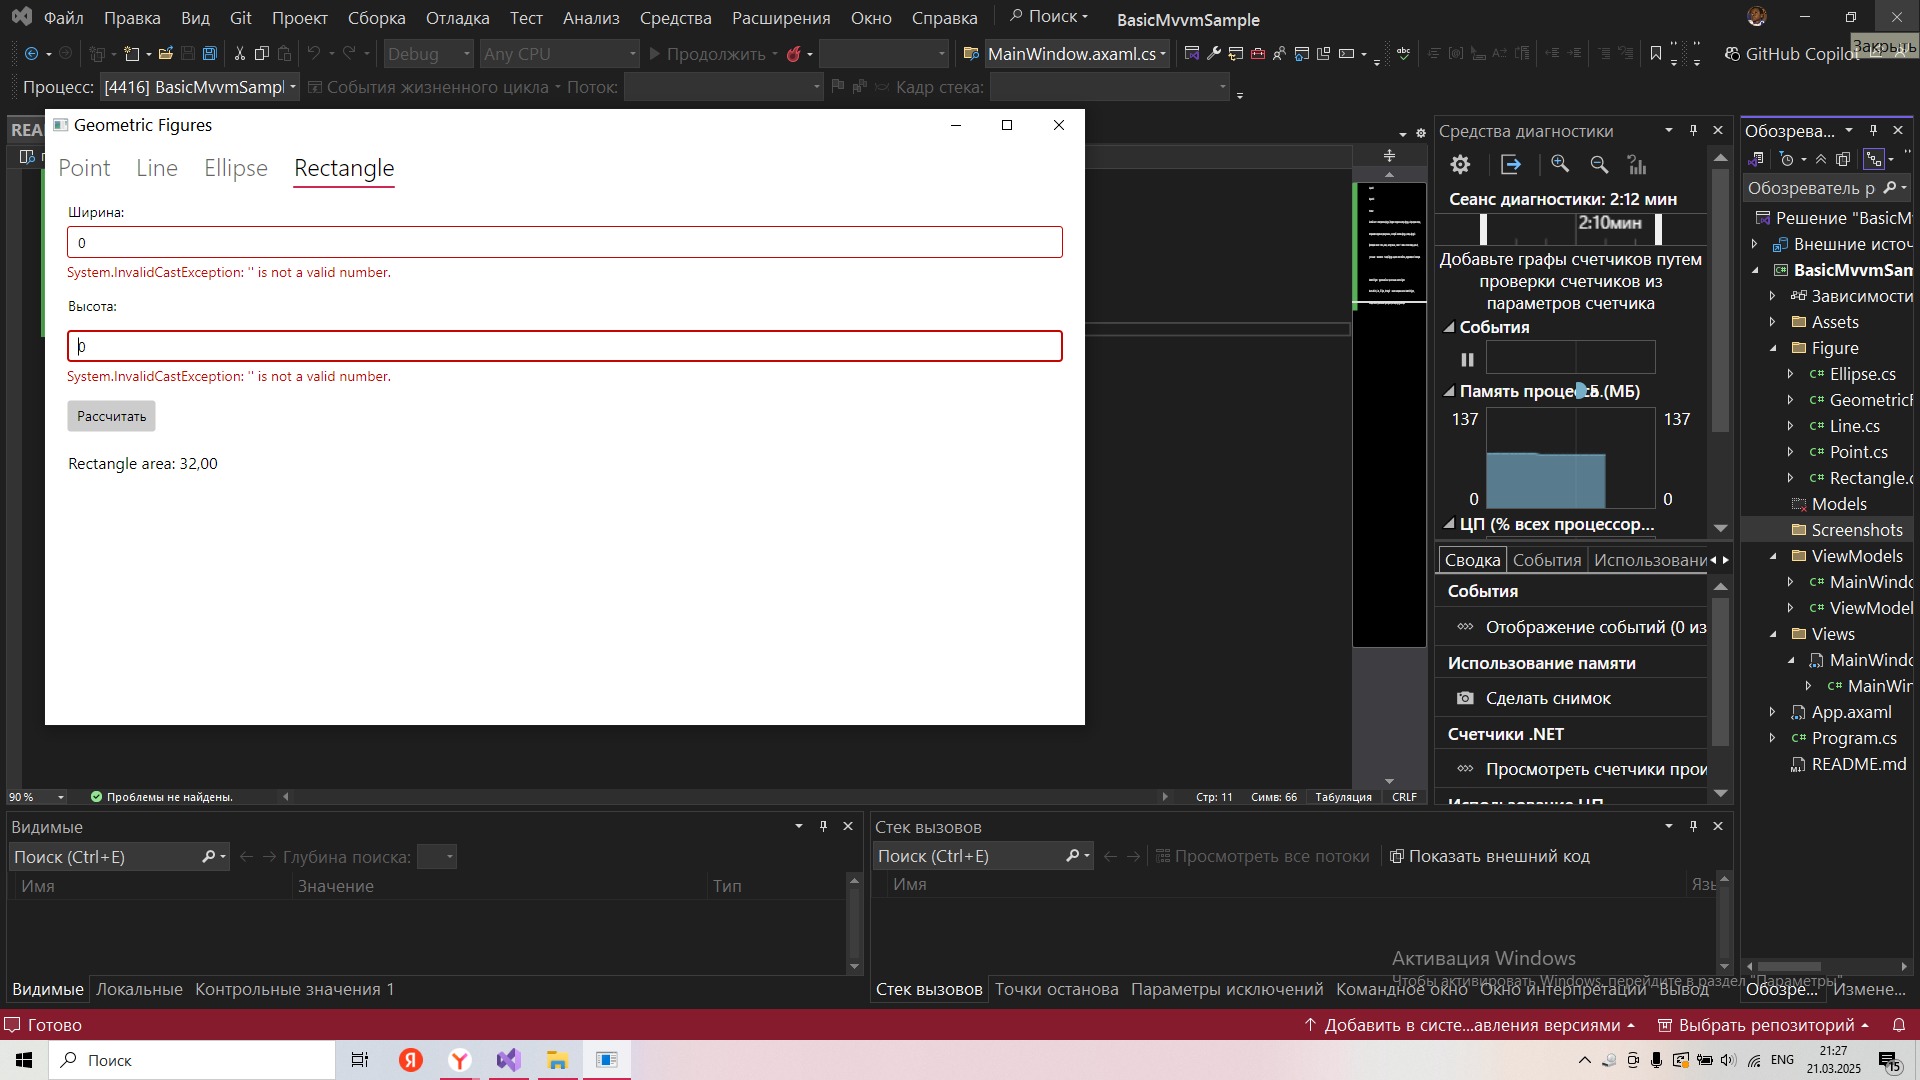 Файл Правка Вид Git Проект Сборка Отладка Тест Анализ Средства Расширения Окно Справка Поиск BasicMvvmSample
Debug Any CPU Продолжить MainWindow.axaml.cs GitHub Copilot
Закрыть
Процесс: [4416] BasicMvvmSampl События жизненного цикла Поток: Кадр стека:
REA
Geometric Figures
Point Line Ellipse Rectangle
Ширина:
0
System.InvalidCastException: '' is not a valid number.
Высота:
0
System.InvalidCastException: '' is not a valid number.
Рассчитать
Rectangle area: 32,00
90 % Проблемы не найдены. Стр: 11 Симв: 66 Табуляция CRLF
Средства диагностики
Сеанс диагностики: 2:12 мин
2:10мин
Добавьте графы счетчиков путем
проверки счетчиков из
параметров счетчика
События
Память процесса (МБ)
137 137
0 0
ЦП (% всех процессор...
Сводка События Использовани
События
Отображение событий (0 из
Использование памяти
Сделать снимок
Счетчики .NET
Просмотреть счетчики прои
Использование ЦП
Обозрева...
Обозреватель р
Решение "BasicM
Внешние источ
BasicMvvmSam
Зависимости
Assets
Figure
Ellipse.cs
GeometricF
Line.cs
Point.cs
Rectangle.c
Models
Screenshots
ViewModels
MainWindo
ViewModel
Views
MainWindo
MainWin
App.axaml
Program.cs
README.md
Обозре... Измене...
Видимые
Поиск (Ctrl+E) Глубина поиска:
Имя Значение Тип
Видимые Локальные Контрольные значения 1
Стек вызовов
Поиск (Ctrl+E) Просмотреть все потоки Показать внешний код
Имя Язы
Стек вызовов Точки останова Параметры исключений Командное окно Окно интерпретации Вывод
Активация Windows
Чтобы активировать Windows, перейдите в раздел "Параметры".
Готово Добавить в систе...авления версиями Выбрать репозиторий
Поиск ENG 21:27
21.03.2025
15